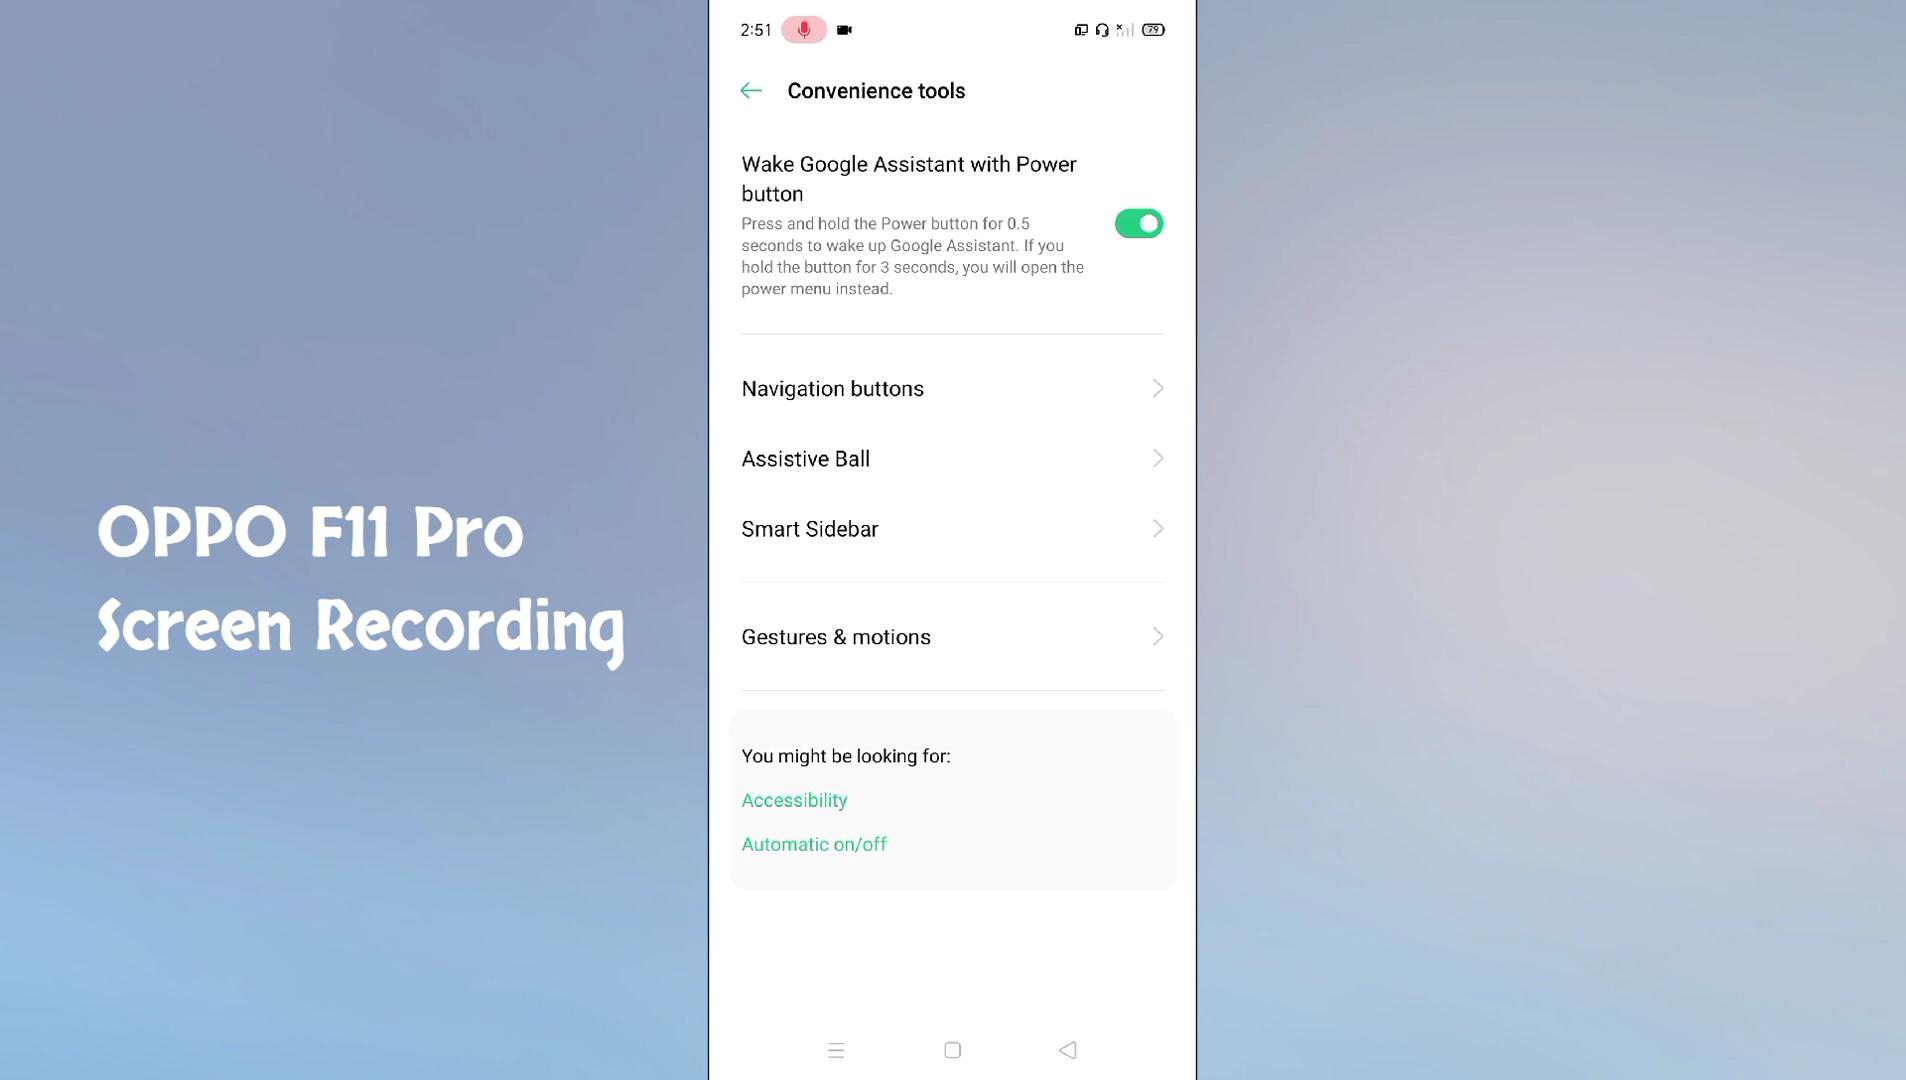 2:51
79
Convenience tools
Wake Google Assistant with Power
button
Press and hold the Power button for 0.5
seconds to wake up Google Assistant. If you
hold the button for 3 seconds, you will open the
power menu instead.
Navigation buttons
Assistive Ball
Smart Sidebar
Gestures & motions
You might be looking for:
Accessibility
Automatic on/off
OPPO F11 Pro
Screen Recording